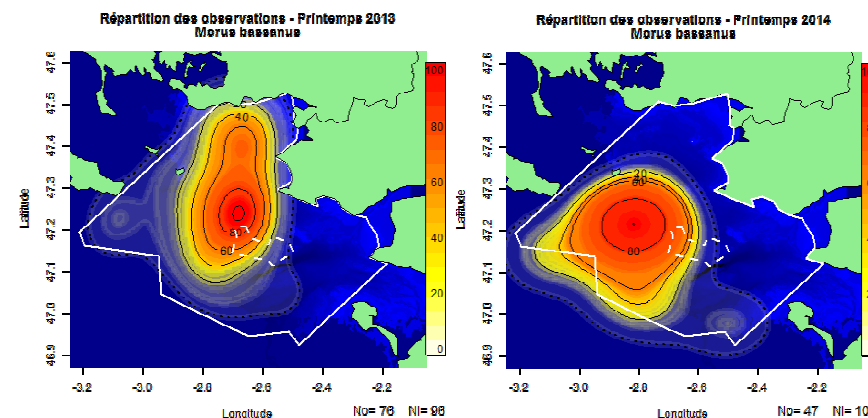 Répartition des observations - Printemps 2013
Morus bassanus
47.6
47.5
47.4
47.3
47.2
47.1
47.0
46.9
Latitude
-3.2 -3.0 -2.8 -2.6 -2.4 -2.2
Longitude
No= 76 NI= 96
40
80
60
100
80
60
40
20
0
Répartition des observations - Printemps 2014
Morus bassanus
47.6
47.5
47.4
47.3
47.2
47.1
47.0
46.9
Latitude
-3.2 -3.0 -2.8 -2.6 -2.4 -2.2
Longitude
No= 47 NI= 10
20
60
80